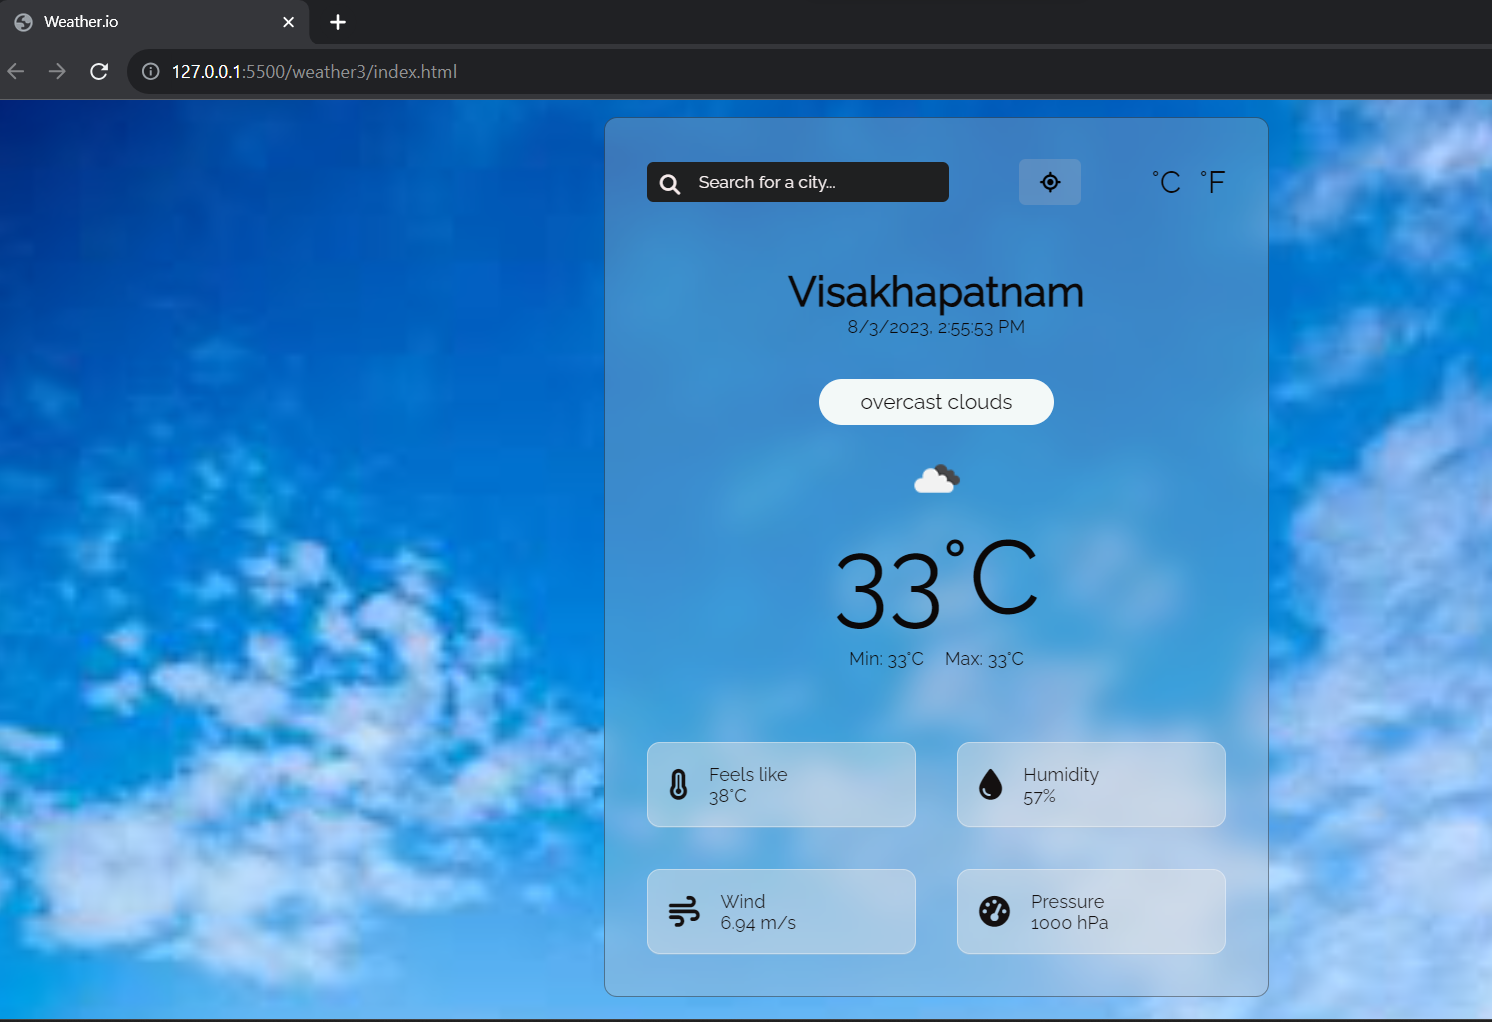 Weather.io
127.0.0.1:5500/weather3/index.html
Search for a city...
°C °F
Visakhapatnam
8/3/2023, 2:55:53 PM
overcast clouds
33°C
Min: 33°C Max: 33°C
Feels like
38°C
Humidity
57%
Wind
6.94 m/s
Pressure
1000 hPa